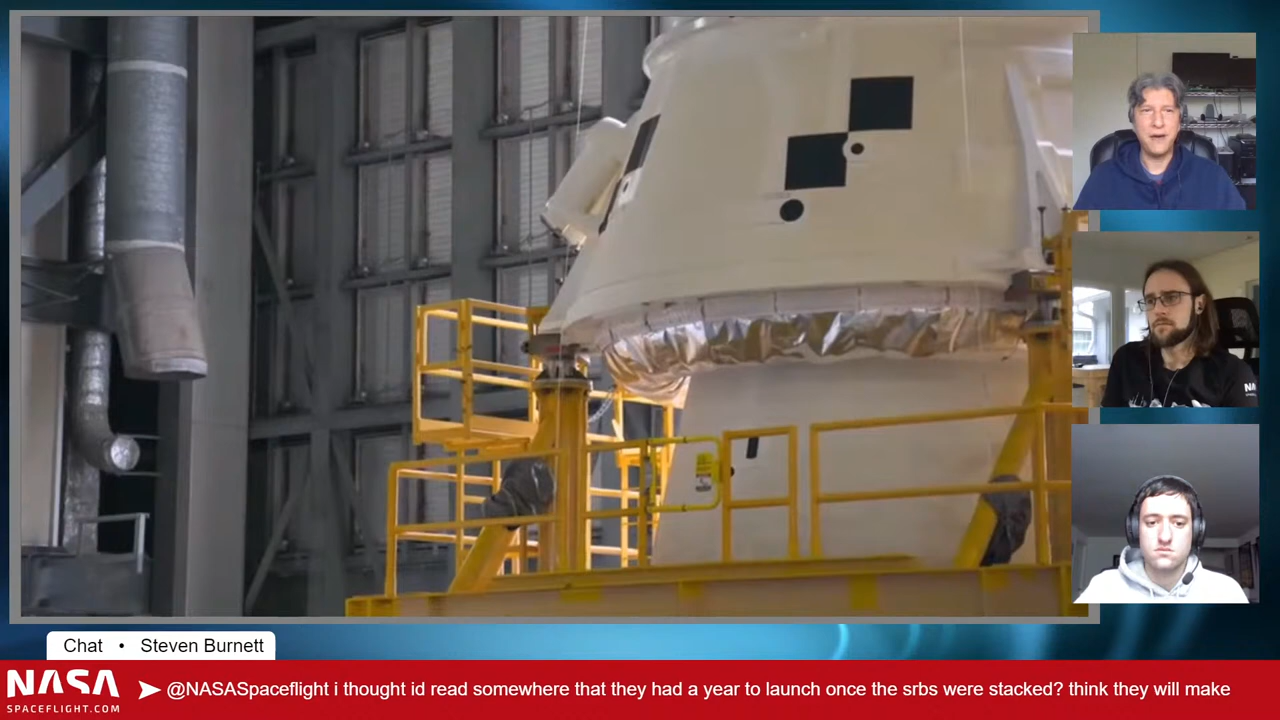 NA
Chat • Steven Burnett
NASA
SPACEFLIGHT.COM
@NASASpaceflight i thought id read somewhere that they had a year to launch once the srbs were stacked? think they will make